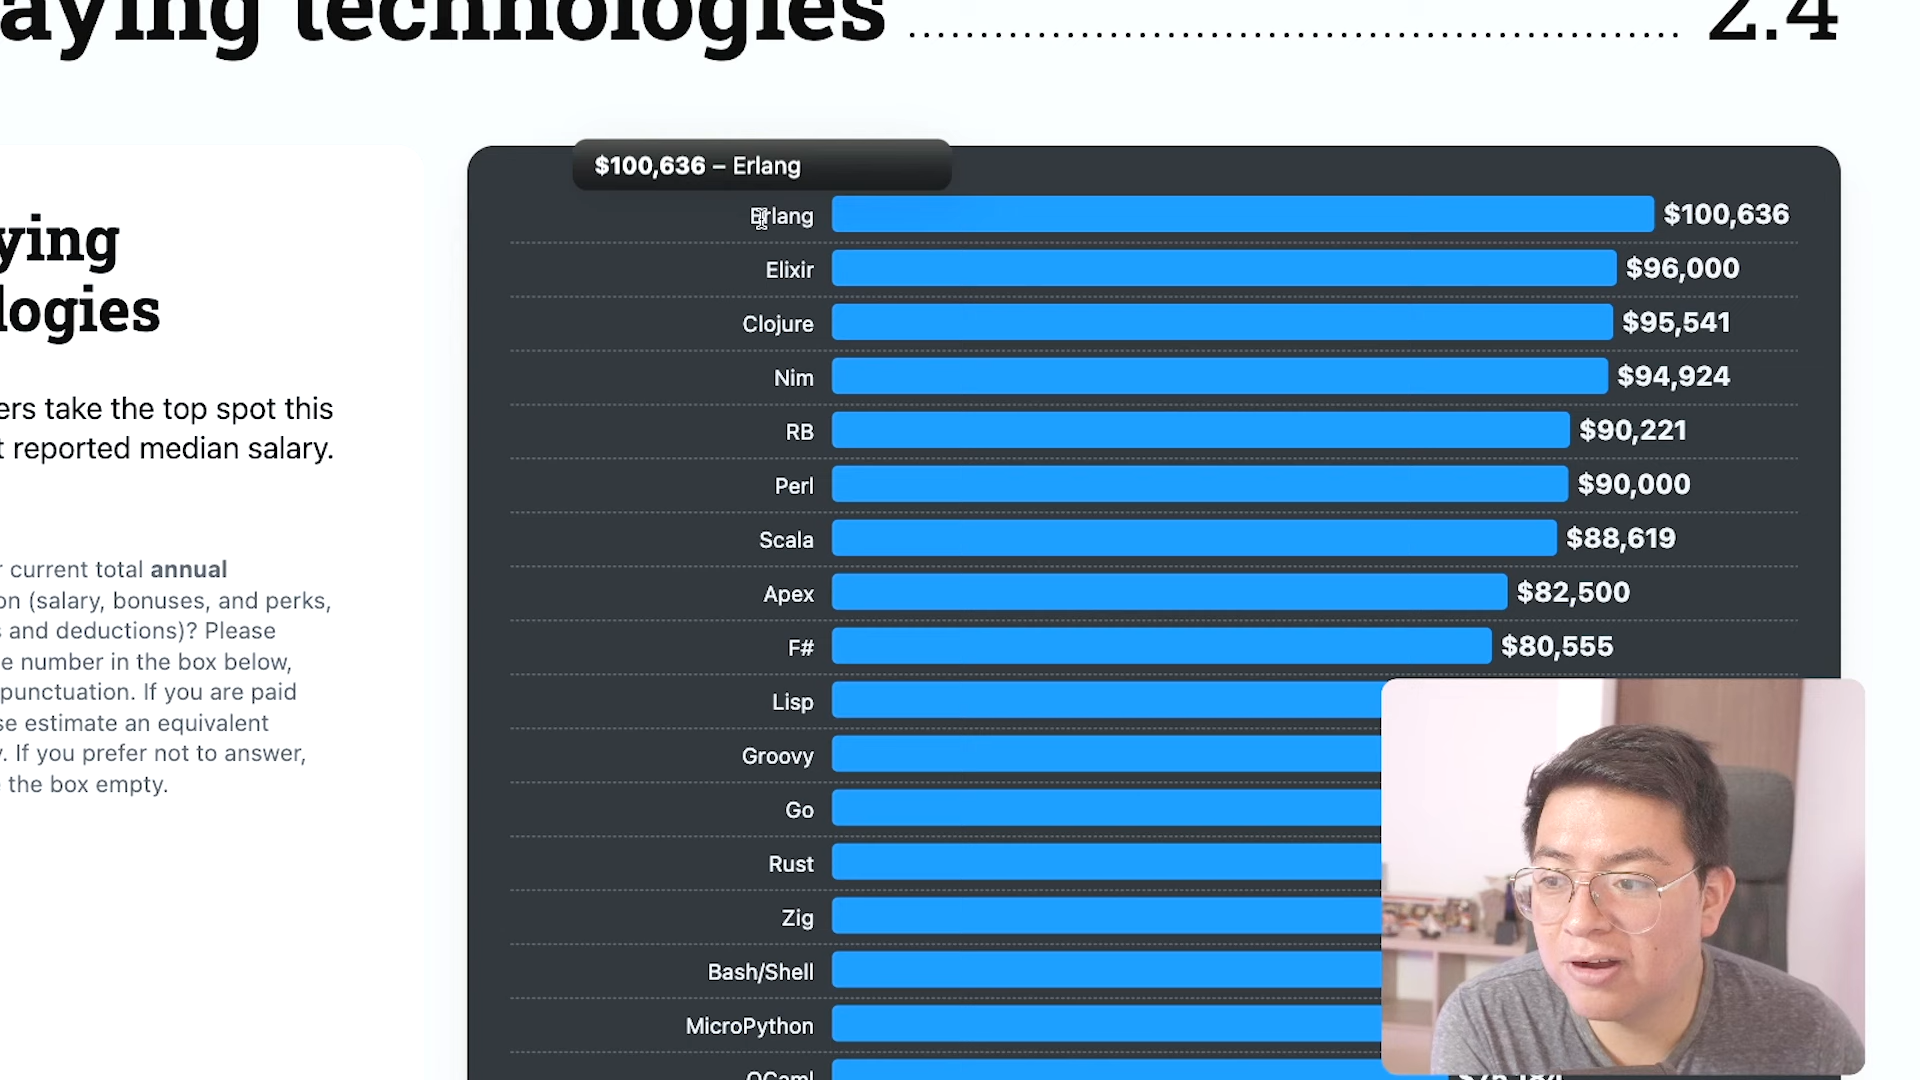 technologies
2.4
$100,636 – Erlang
ying
logies
ers take the top spot this
t reported median salary.
r current total annual
on (salary, bonuses, and perks,
s and deductions)? Please
e number in the box below,
punctuation. If you are paid
se estimate an equivalent
y. If you prefer not to answer,
the box empty.
Erlang $100,636
Elixir $96,000
Clojure $95,541
Nim $94,924
RB $90,221
Perl $90,000
Scala $88,619
Apex $82,500
F# $80,555
Lisp
Groovy
Go
Rust
Zig
Bash/Shell
MicroPython
OCaml